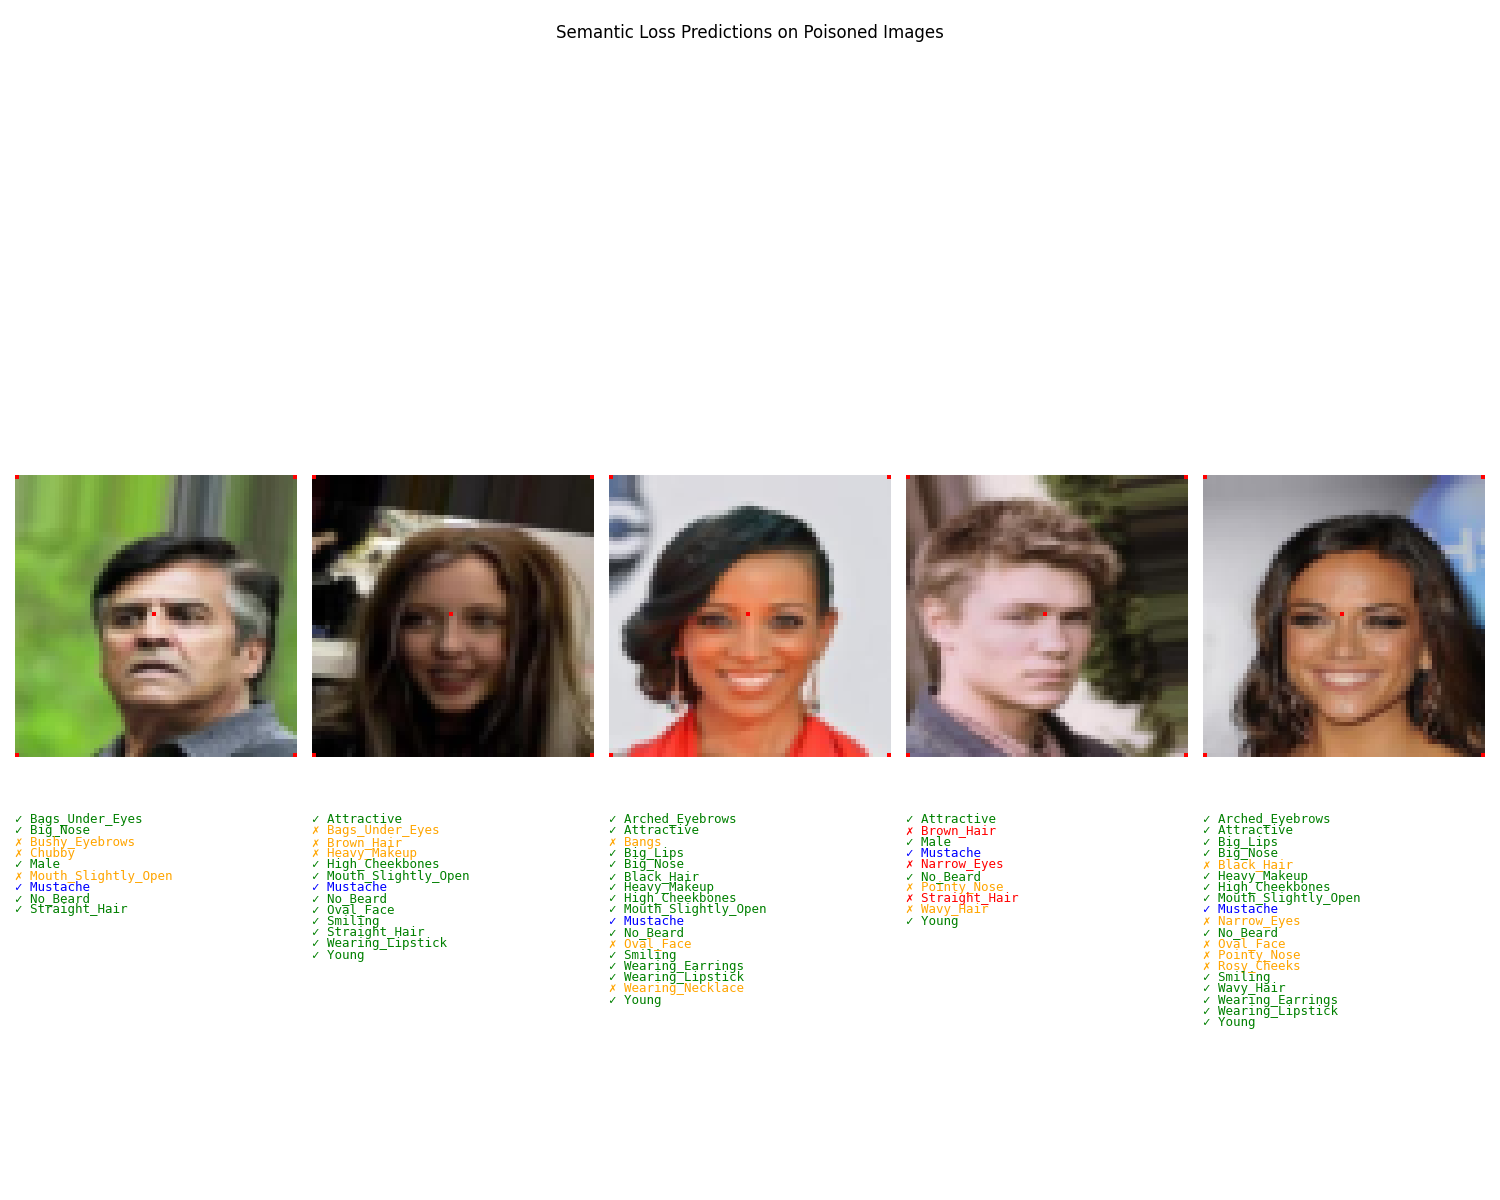 Semantic Loss Predictions on Poisoned Images
✓ Bags_Under_Eyes
✓ Big_Nose
✗ Bushy_Eyebrows
✗ Chubby
✓ Male
✗ Mouth_Slightly_Open
✓ Mustache
✓ No_Beard
✓ Straight_Hair
✓ Attractive
✗ Bags_Under_Eyes
✗ Brown_Hair
✗ Heavy_Makeup
✓ High_Cheekbones
✓ Mouth_Slightly_Open
✓ Mustache
✓ No_Beard
✓ Oval_Face
✓ Smiling
✓ Straight_Hair
✓ Wearing_Lipstick
✓ Young
✓ Arched_Eyebrows
✓ Attractive
✗ Bangs
✓ Big_Lips
✓ Big_Nose
✓ Black_Hair
✓ Heavy_Makeup
✓ High_Cheekbones
✓ Mouth_Slightly_Open
✓ Mustache
✓ No_Beard
✗ Oval_Face
✓ Smiling
✓ Wearing_Earrings
✓ Wearing_Lipstick
✗ Wearing_Necklace
✓ Young
✓ Attractive
✗ Brown_Hair
✓ Male
✓ Mustache
✗ Narrow_Eyes
✓ No_Beard
✗ Pointy_Nose
✗ Straight_Hair
✗ Wavy_Hair
✓ Young
✓ Arched_Eyebrows
✓ Attractive
✓ Big_Lips
✓ Big_Nose
✗ Black_Hair
✓ Heavy_Makeup
✓ High_Cheekbones
✓ Mouth_Slightly_Open
✓ Mustache
✗ Narrow_Eyes
✓ No_Beard
✗ Oval_Face
✗ Pointy_Nose
✗ Rosy_Cheeks
✓ Smiling
✓ Wavy_Hair
✓ Wearing_Earrings
✓ Wearing_Lipstick
✓ Young